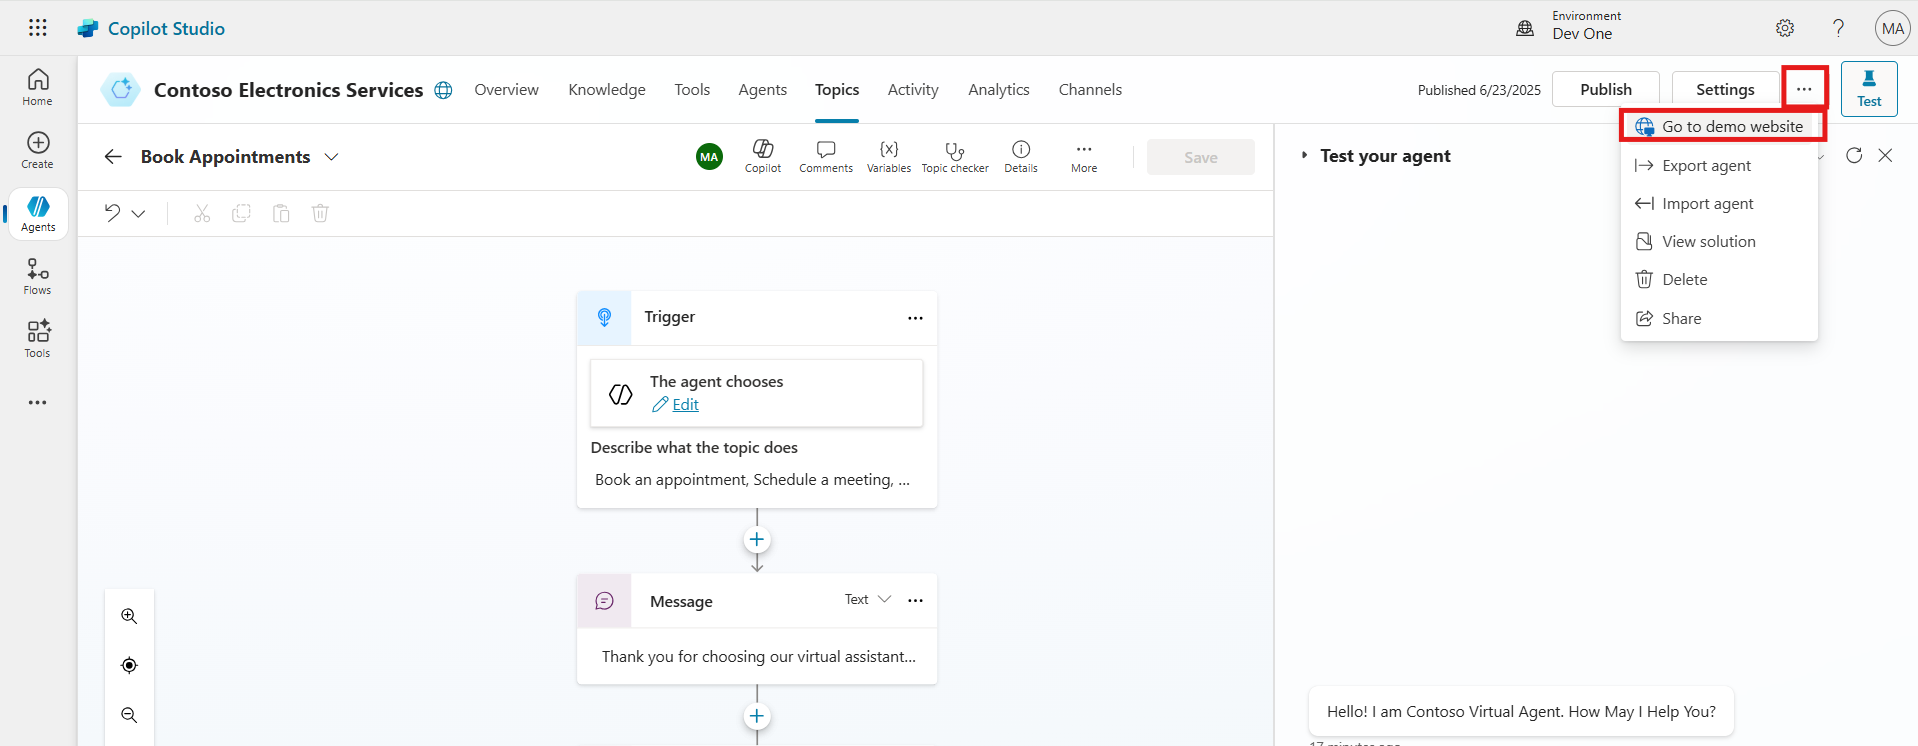 Copilot Studio
Environment
Dev One
MA
Home
Create
Agents
Flows
Tools
Contoso Electronics Services
Overview
Knowledge
Tools
Agents
Topics
Activity
Analytics
Channels
Published 6/23/2025
Publish
Settings
Test
Book Appointments
MA
Copilot
Comments
Variables
Topic checker
Details
More
Save
Go to demo website
Export agent
Import agent
View solution
Delete
Share
Trigger
The agent chooses
Edit
Describe what the topic does
Book an appointment, Schedule a meeting, ...
Message
Text
Thank you for choosing our virtual assistant...
Test your agent
Hello! I am Contoso Virtual Agent. How May I Help You?
17 minutes ago